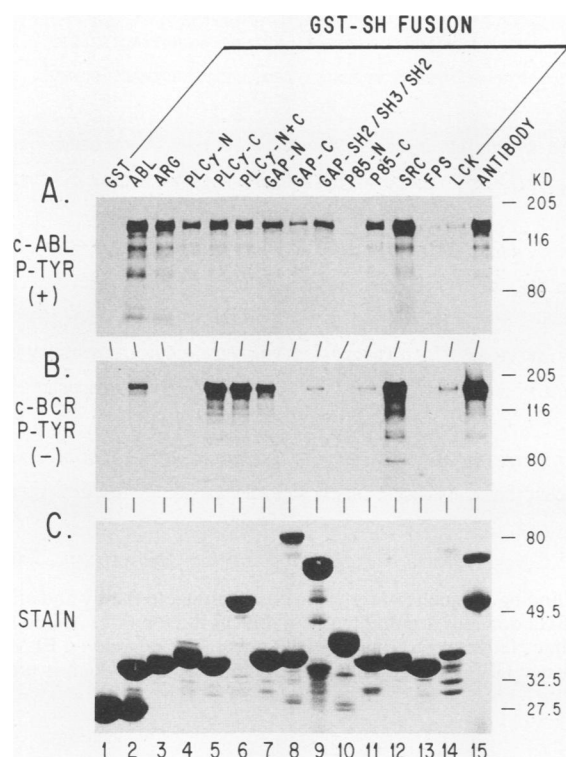 GST-SH FUSION
GST
ABL
ARG
PLCγ-N
PLCγ-C
PLCγ-N+C
GAP-N
GAP-C
GAP-SH2/SH3/SH2
P85-N
P85-C
SRC
FPS
LCK
ANTIBODY
KD
A.
c-ABL
P-TYR
(+)
205
116
80
B.
c-BCR
P-TYR
(-)
205
116
80
C.
STAIN
80
49.5
32.5
27.5
1 2 3 4 5 6 7 8 9 10 11 12 13 14 15